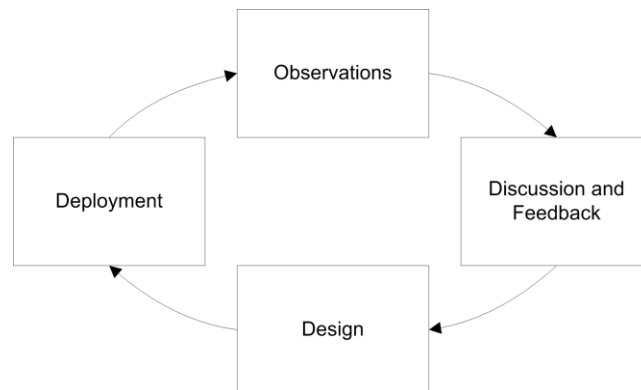 Observations
Deployment
Discussion and
Feedback
Design